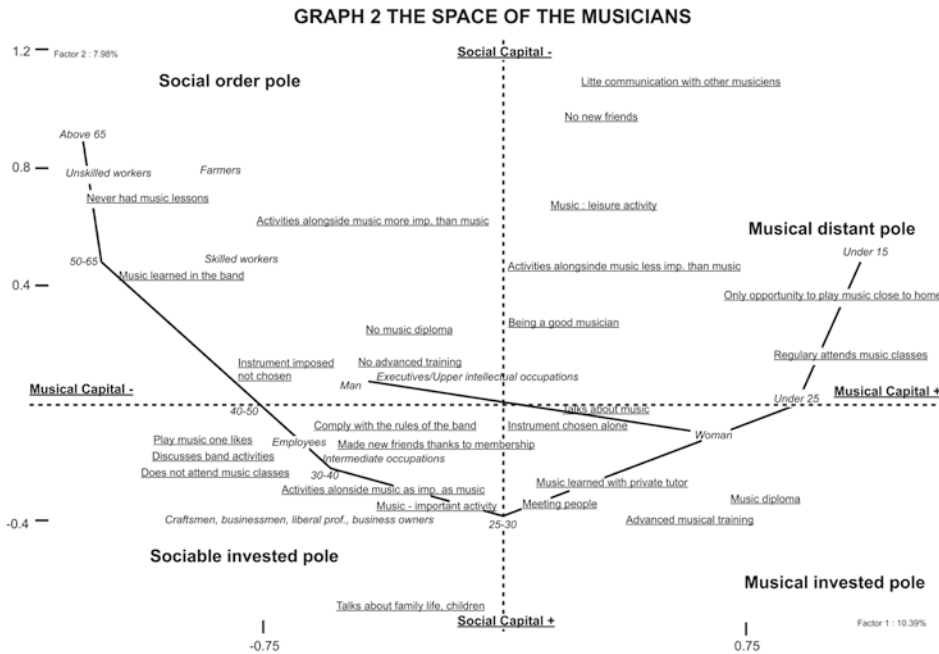 GRAPH 2 THE SPACE OF THE MUSICIANS
1.2
Factor 2 : 7.98%
Social Capital -
Social order pole
Litte communication with other musiciens
No new friends
Above 65
0.8
Unskilled workers
Farmers
Never had music lessons
Music : leisure activity
Activities alongside music more imp. than music
Musical distant pole
Under 15
50-65
Skilled workers
Music learned in the band
Activities alongsinde music less imp. than music
0.4
Only opportunity to play music close to home
No music diploma
Being a good musician
Instrument imposed
not chosen
No advanced training
Executives/Upper intellectual occupations
Man
Regulary attends music classes
Musical Capital -
Musical Capital +
40-50
Under 25
Talks about music
Comply with the rules of the band
Instrument chosen alone
Woman
Play music one likes
Employees
Made new friends thanks to membership
Discusses band activities
Intermediate occupations
Does not attend music classes
30-40
Activities alonside music as imp. as music
Music learned with private tutor
Music - important activity
Meeting people
Music diploma
-0.4
Craftsmen, businessmen, liberal prof., business owners
25-30
Advanced musical training
Sociable invested pole
Musical invested pole
Talks about family life, children
Social Capital +
Factor 1 : 10.39%
-0.75
0.75